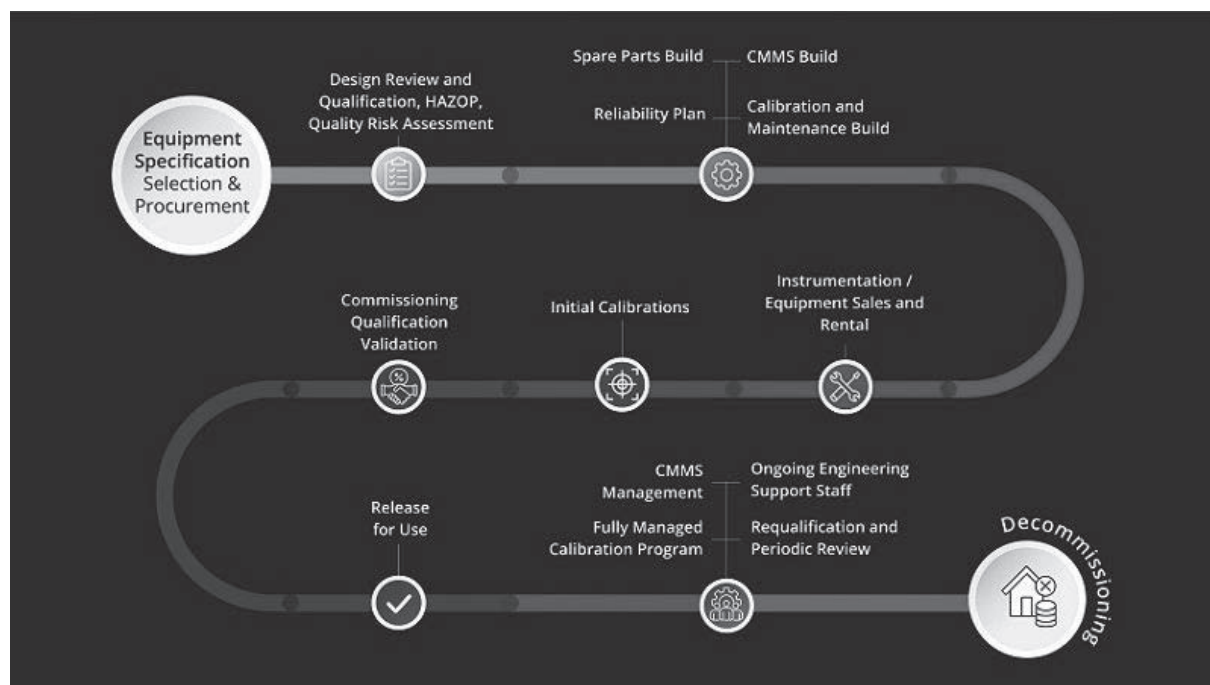 Equipment
Specification
Selection &
Procurement
Design Review and
Qualification, HAZOP,
Quality Risk Assessment
Spare Parts Build
CMMS Build
Reliability Plan
Calibration and
Maintenance Build
Instrumentation /
Equipment Sales and
Rental
Initial Calibrations
Commissioning
Qualification
Validation
%
Release
for Use
CMMS
Management
Ongoing Engineering
Support Staff
Fully Managed
Calibration Program
Requalification and
Periodic Review
Decommissioning